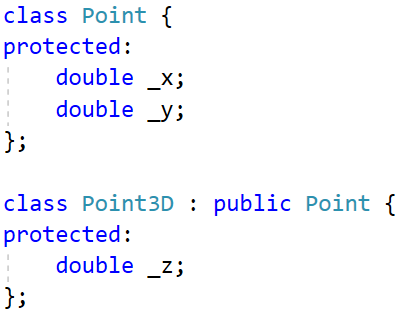 class Point {
protected:
    double _x;
    double _y;
};

class Point3D : public Point {
protected:
    double _z;
};